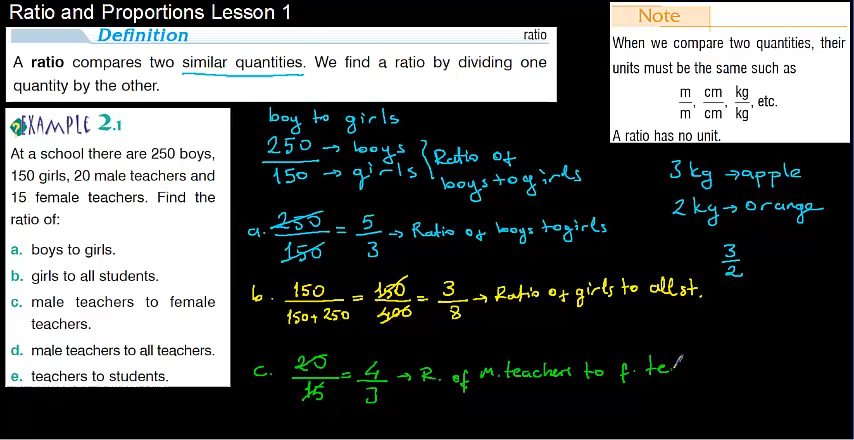 Ratio and Proportions Lesson 1
Definition
ratio
A ratio compares two similar quantities. We find a ratio by dividing one
quantity by the other.
Note
When we compare two quantities, their
units must be the same such as
m/m, cm/cm, kg/kg, etc.
A ratio has no unit.
EXAMPLE 2.1
At a school there are 250 boys,
150 girls, 20 male teachers and
15 female teachers. Find the
ratio of:
a. boys to girls.
b. girls to all students.
c. male teachers to female
teachers.
d. male teachers to all teachers.
e. teachers to students.
boy to girls
250 → boys
150 → girls
Ratio of
boys to girls
a. 250/150 = 5/3 → Ratio of boys to girls
b. 150/150+250 = 150/400 = 3/8 → Ratio of girls to all st.
c. 20/15 = 4/3 → R. of M. teachers to f. te
3 kg → apple
2 kg → orange
3/2